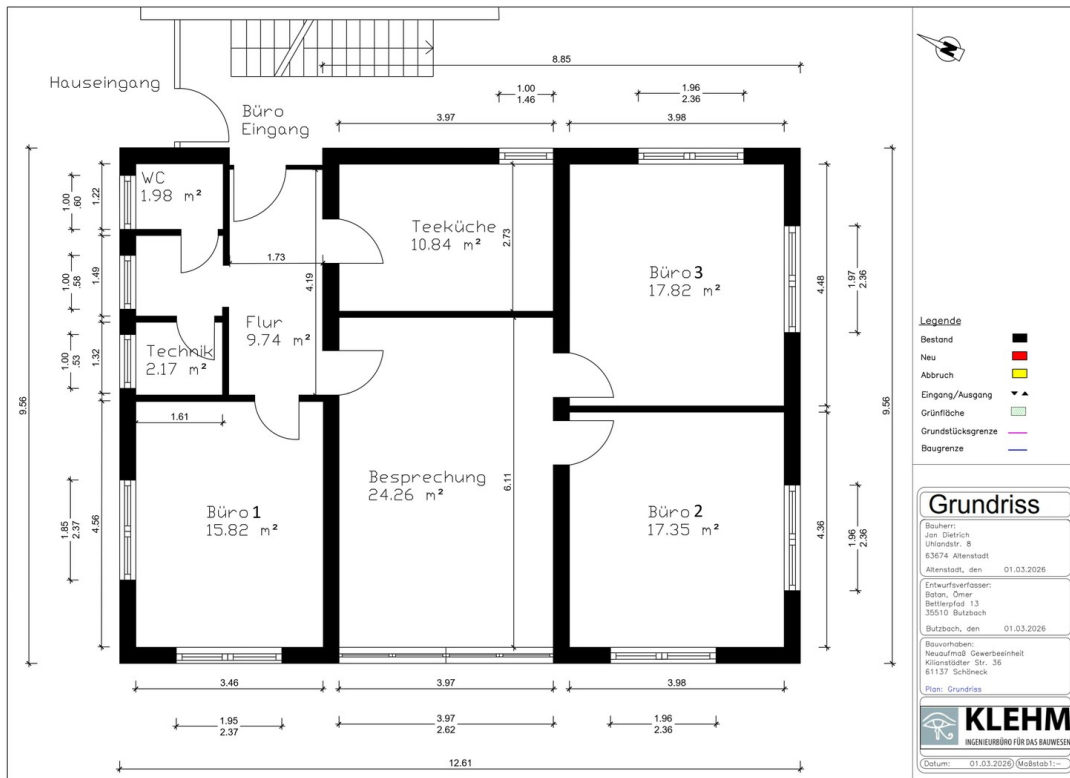 Hauseingang
Büro
Eingang
8.85
1.00
1.46
1.96
2.36
3.97
3.98
WC
1.98 m²
1.00
.60
1.22
Teeküche
10.84 m²
2.73
1.73
4.19
Büro 3
17.82 m²
1.00
.58
1.49
1.97
2.36
4.48
Flur
9.74 m²
Technik
2.17 m²
1.00
.53
1.32
9.56
9.56
1.61
Besprechung
24.26 m²
6.11
Büro 1
15.82 m²
Büro 2
17.35 m²
1.85
2.37
4.56
4.36
1.96
2.36
3.46
3.97
3.98
1.95
2.37
3.97
2.62
1.96
2.36
12.61
N
Legende
Bestand
Neu
Abbruch
Eingang/Ausgang
Grünfläche
Grundstücksgrenze
Baugrenze
Grundriss
Bauherr:
Jan Dietrich
Uhlandstr. 8
63674 Altenstadt
Altenstadt, den 01.03.2026
Entwurfsverfasser:
Batan, Ömer
Bettlerpfad 13
35510 Butzbach
Butzbach, den 01.03.2026
Bauvorhaben:
Neuaufmaß Gewerbeeinheit
Kilianstädter Str. 36
61137 Schöneck
Plan: Grundriss
KLEHM
INGENIEURBÜRO FÜR DAS BAUWESEN
Datum: 01.03.2026 Maßstab1:-